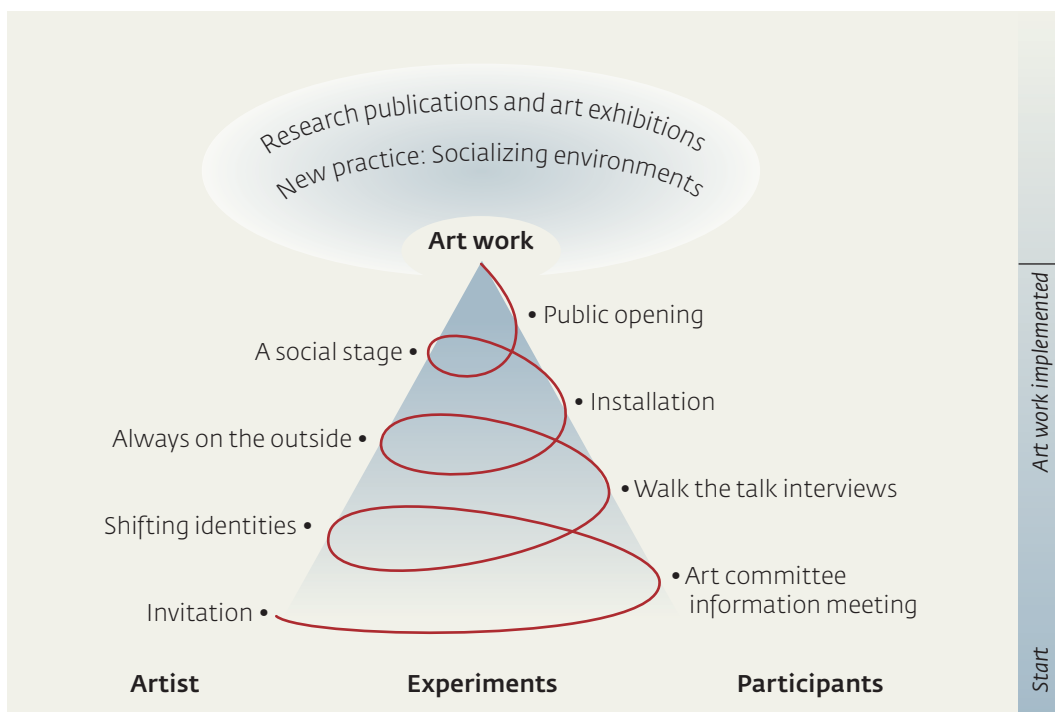 Research publications and art exhibitions
New practice: Socializing environments
Art work
• Public opening
A social stage •
• Installation
Always on the outside •
• Walk the talk interviews
Shifting identities •
• Art committee
information meeting
Invitation •
Artist
Experiments
Participants
Art work implemented
Start